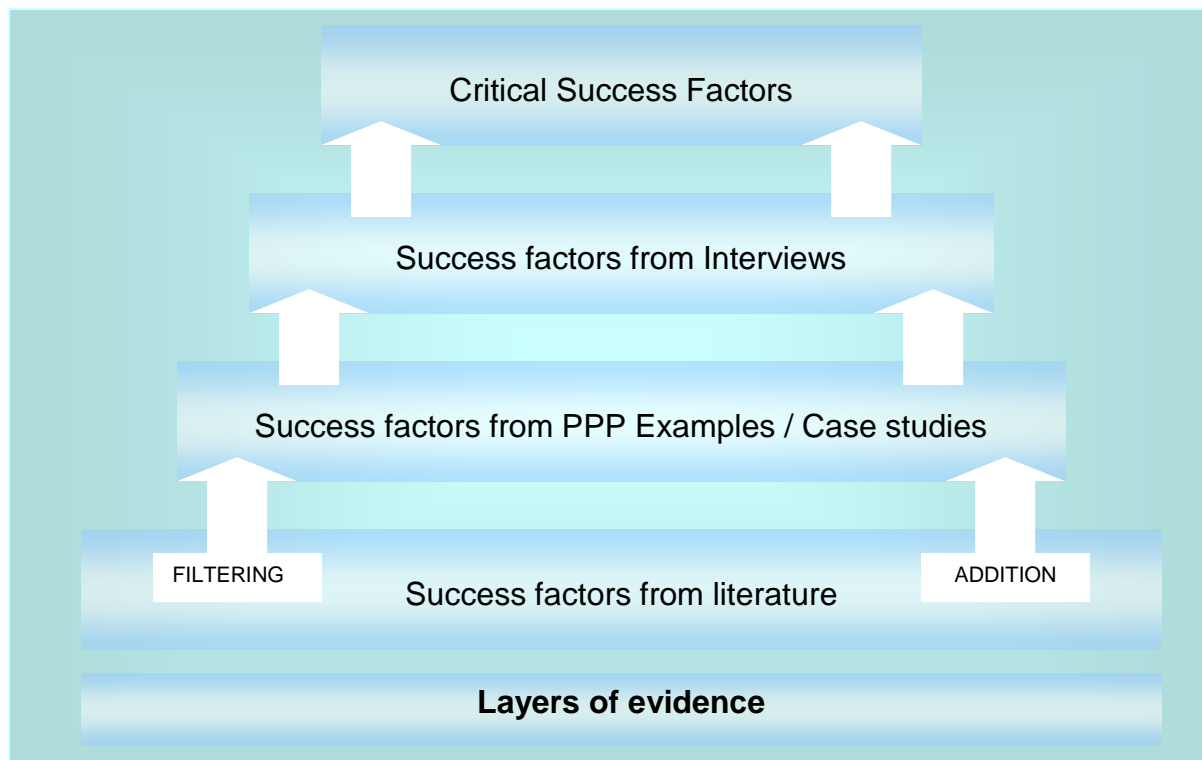 Critical Success Factors
Success factors from Interviews
Success factors from PPP Examples / Case studies
FILTERING
ADDITION
Success factors from literature
Layers of evidence